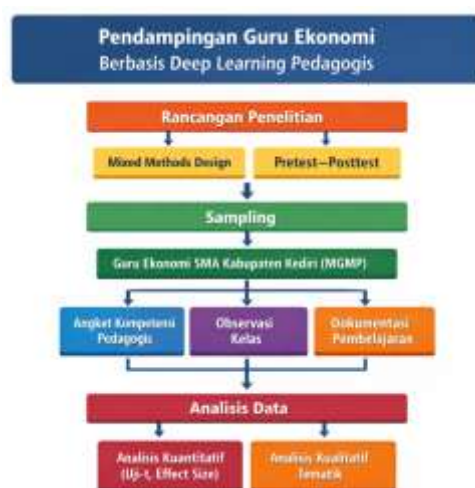 Pendampingan Guru Ekonomi
Berbasis Deep Learning Pedagogis
Rancangan Penelitian
Mixed Methods Design
Pretest—Posttest
Sampling
Guru Ekonomi SMA Kabupaten Kediri (MGMP)
Angket Kompetensi
Pedagogis
Observasi
Kelas
Dokumentasi
Pembelajaran
Analisis Data
Analisis Kuantitatif
(Uji-t, Effect Size)
Analisis Kualitatif
Tematik